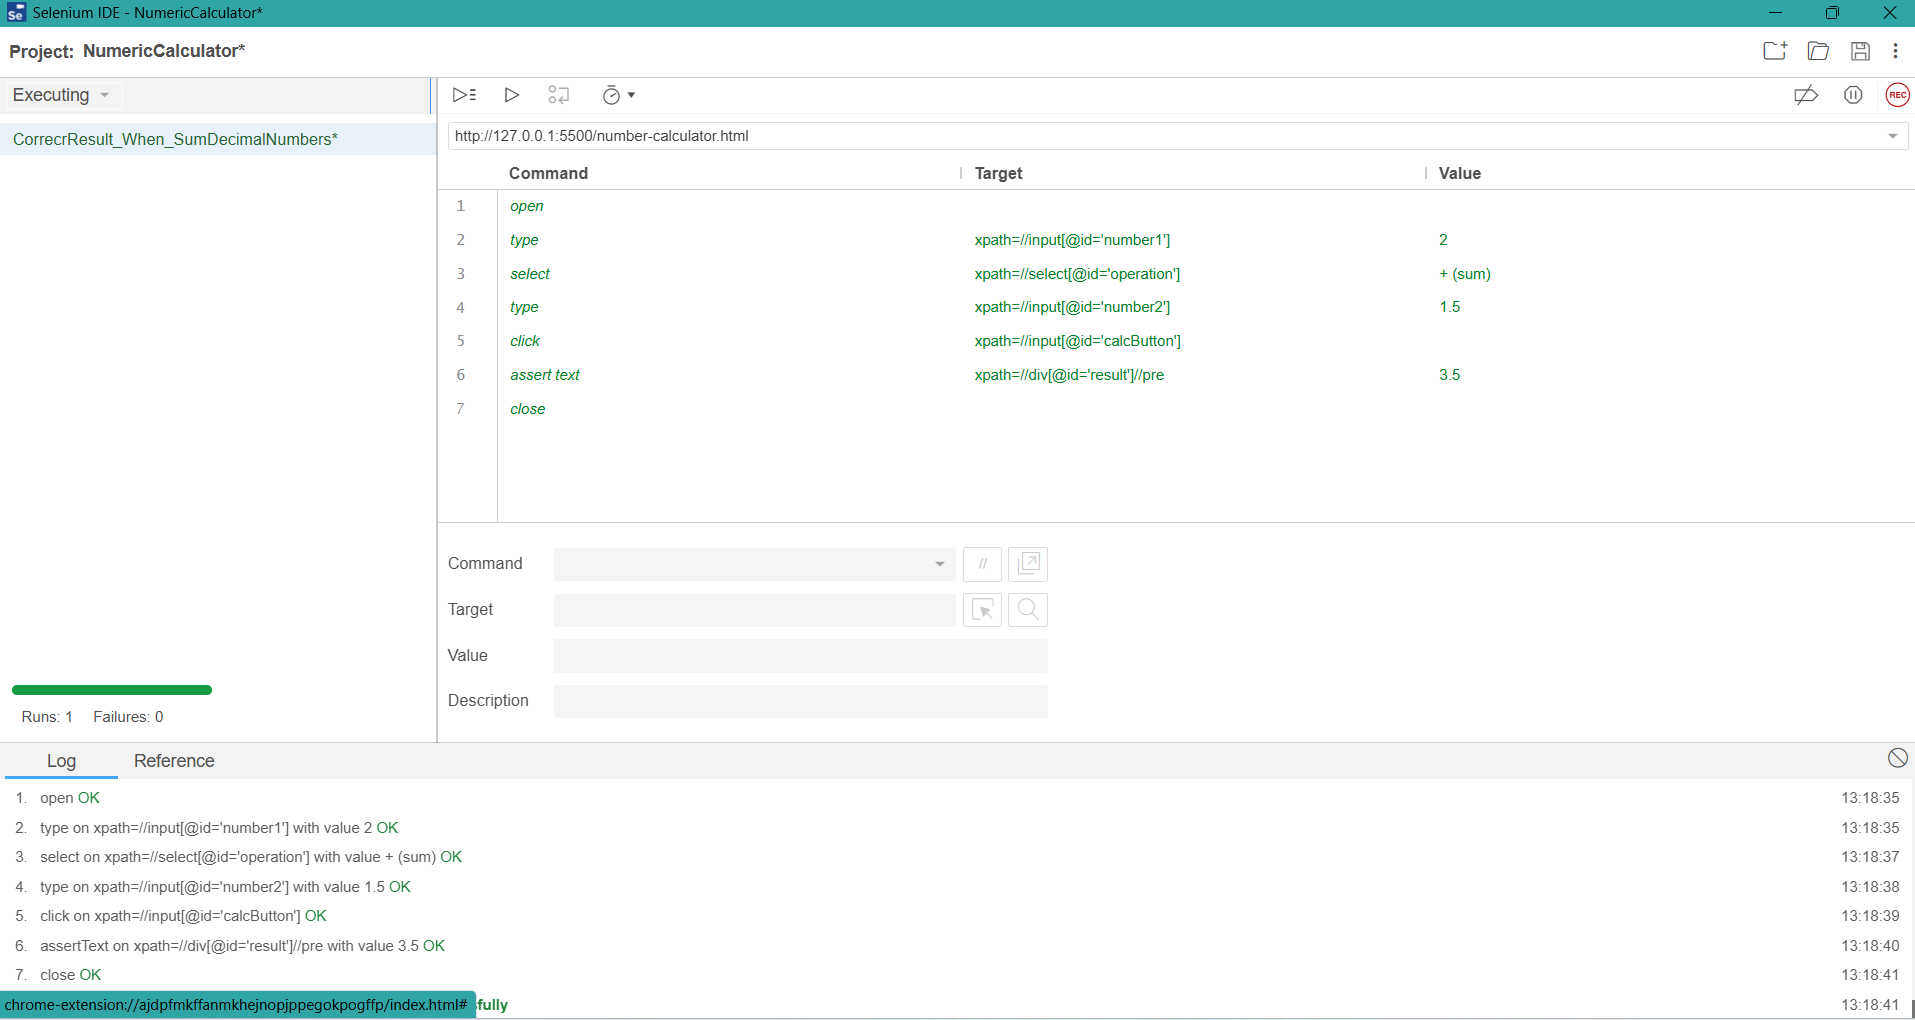 Selenium IDE - NumericCalculator*
Project: NumericCalculator*
Executing
REC
CorrecrResult_When_SumDecimalNumbers*
http://127.0.0.1:5500/number-calculator.html
Command Target Value
1 open
2 type xpath=//input[@id='number1'] 2
3 select xpath=//select[@id='operation'] + (sum)
4 type xpath=//input[@id='number2'] 1.5
5 click xpath=//input[@id='calcButton']
6 assert text xpath=//div[@id='result']//pre 3.5
7 close
Command //
Target
Value
Description
Runs: 1 Failures: 0
Log Reference
1. open OK 13:18:35
2. type on xpath=//input[@id='number1'] with value 2 OK 13:18:35
3. select on xpath=//select[@id='operation'] with value + (sum) OK 13:18:37
4. type on xpath=//input[@id='number2'] with value 1.5 OK 13:18:38
5. click on xpath=//input[@id='calcButton'] OK 13:18:39
6. assertText on xpath=//div[@id='result']//pre with value 3.5 OK 13:18:40
7. close OK 13:18:41
chrome-extension://ajdpfmkffanmkhejnopjppegokpogffp/index.html# fully 13:18:41